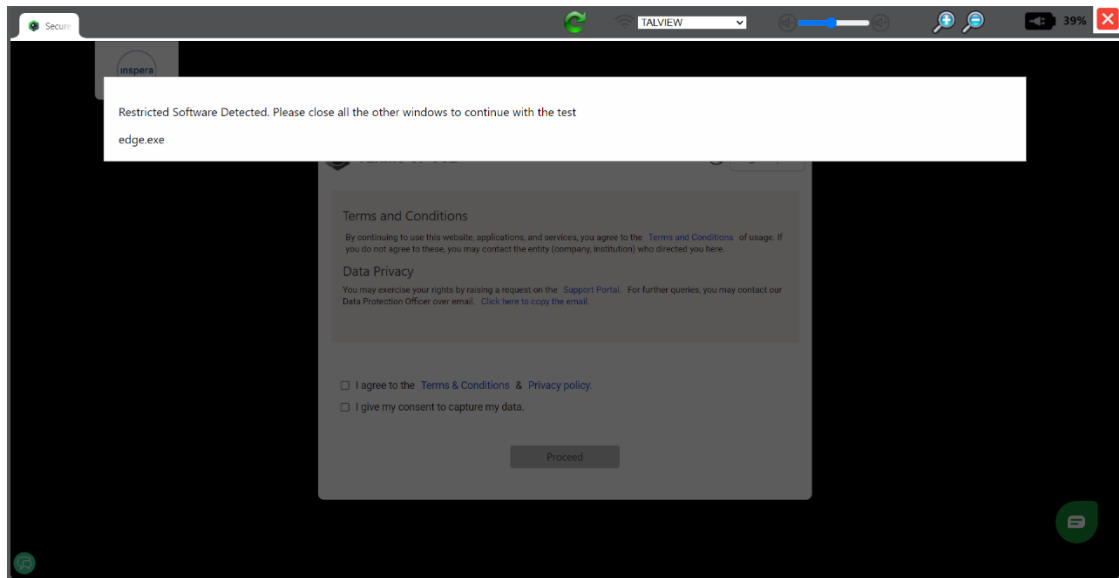 Secure
TALVIEW
39%
inspera
Restricted Software Detected. Please close all the other windows to continue with the test
edge.exe
Terms and Conditions
By continuing to use this website, applications, and services, you agree to the Terms and Conditions of usage. If
you do not agree to these, you may contact the entity (company, institution) who directed you here.
Data Privacy
You may exercise your rights by raising a request on the Support Portal. For further queries, you may contact our
Data Protection Officer over email. Click here to copy the email.
I agree to the Terms & Conditions & Privacy policy.
I give my consent to capture my data.
Proceed